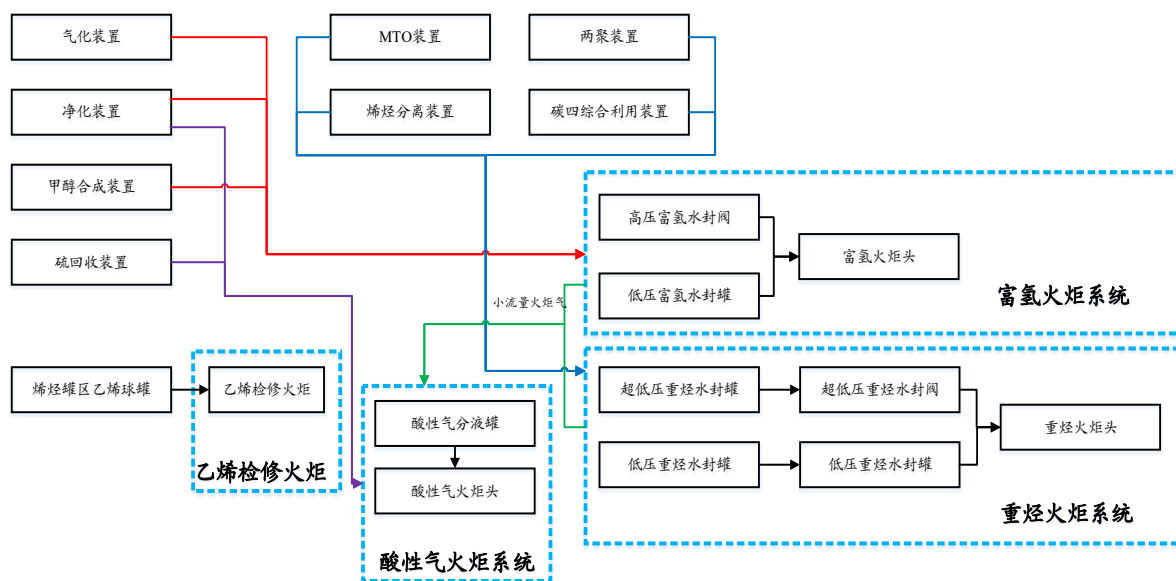 气化装置
MTO装置
两聚装置
净化装置
烯烃分离装置
碳四综合利用装置
甲醇合成装置
高压富氢水封阀
硫回收装置
富氢火炬头
小流量火炬气
低压富氢水封罐
富氢火炬系统
烯烃罐区乙烯球罐
乙烯检修火炬
超低压重烃水封罐
超低压重烃水封阀
酸性气分液罐
重烃火炬头
乙烯检修火炬
低压重烃水封罐
低压重烃水封罐
酸性气火炬头
重烃火炬系统
酸性气火炬系统